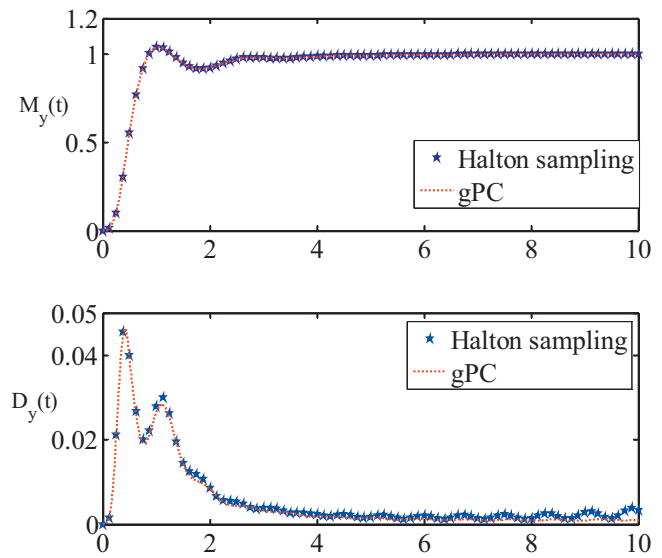 1.2
1
M_y(t)
0.5
0
0 2 4 6 8 10
Halton sampling
gPC
0.05
0.04
D_y(t)
0.02
0
0 2 4 6 8 10
Halton sampling
gPC